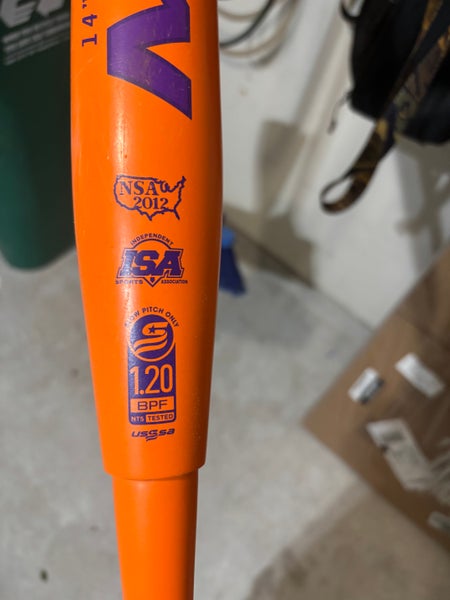 14"
NSA
2012
INDEPENDENT
ISA
SPORTS ASSOCIATION
SLOW PITCH ONLY
1.20
BPF
NTS TESTED
usssa